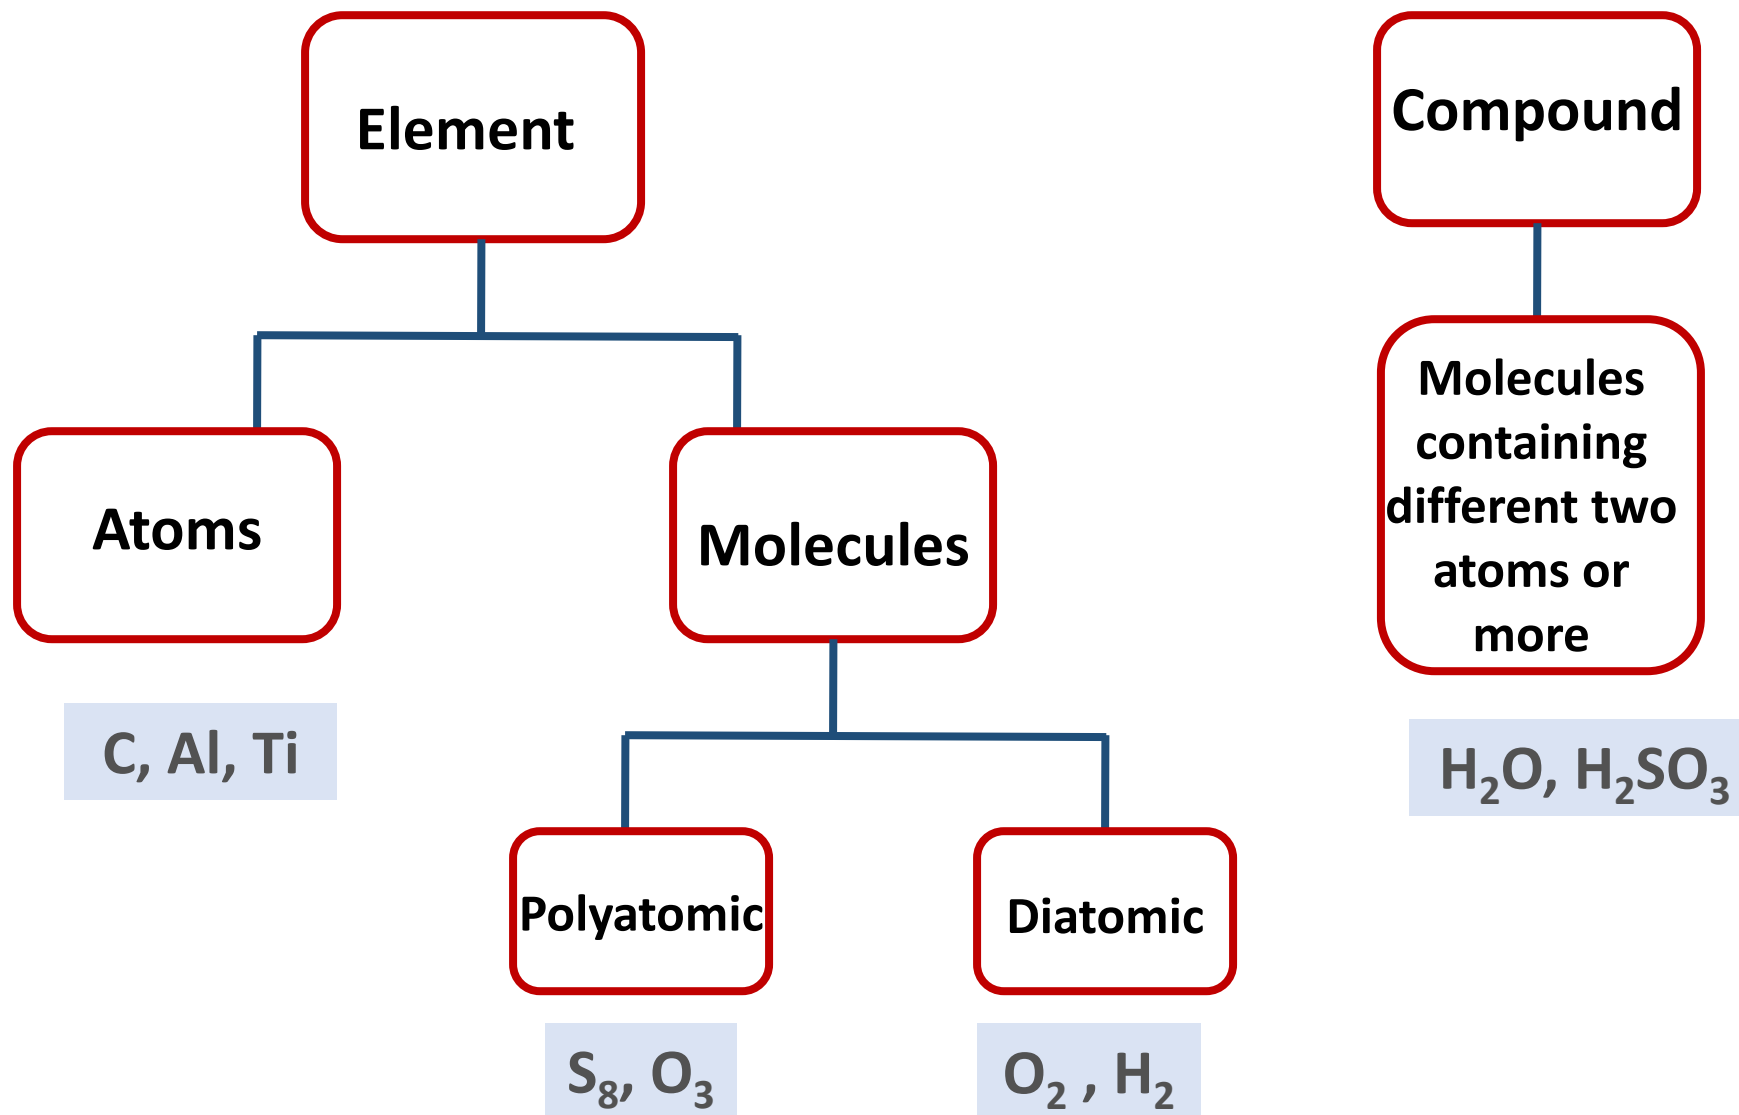 Element
Compound
Atoms
Molecules
Molecules
containing
different two
atoms or
more
C, Al, Ti
H₂O, H₂SO₃
Polyatomic
Diatomic
S₈, O₃
O₂ , H₂